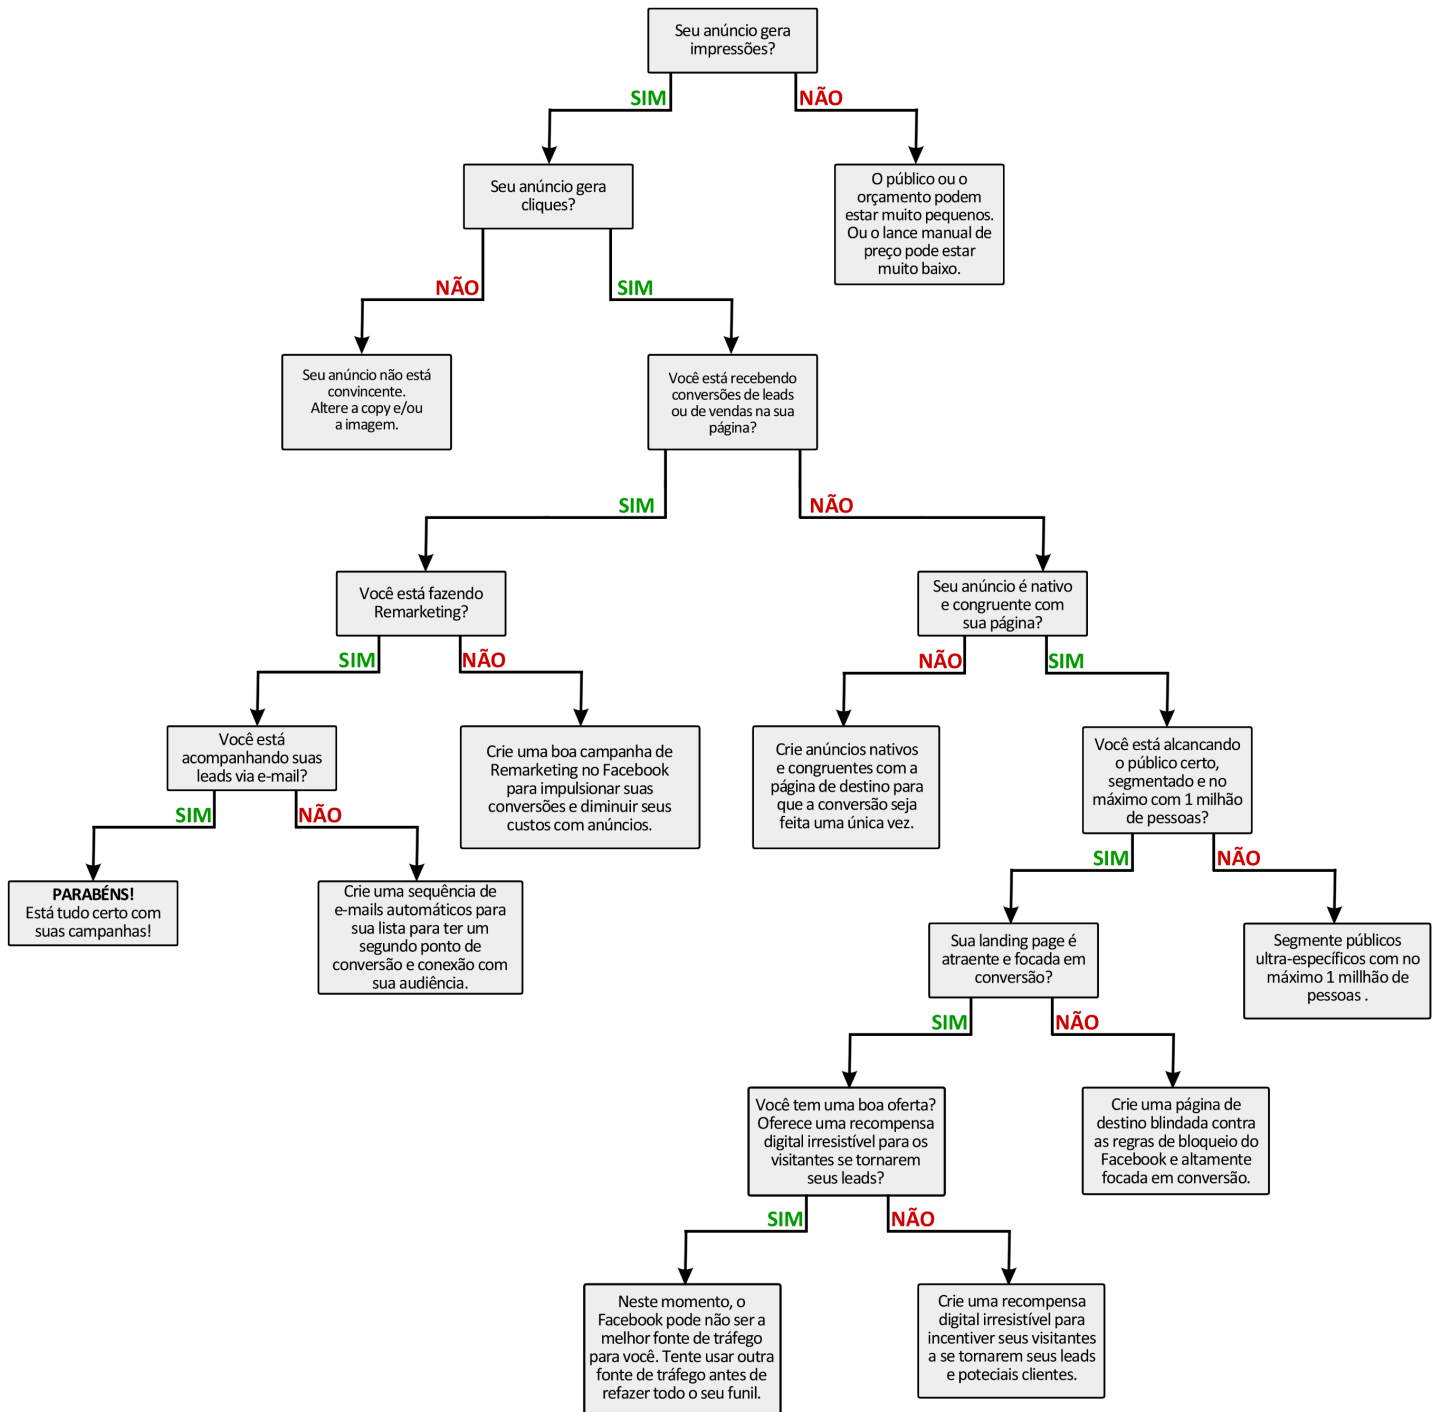 Seu anúncio gera
impressões?
SIM
NÃO
Seu anúncio gera
cliques?
O público ou o
orçamento podem
estar muito pequenos.
Ou o lance manual de
preço pode estar
muito baixo.
NÃO
SIM
Seu anúncio não está
convincente.
Altere a copy e/ou
a imagem.
Você está recebendo
conversões de leads
ou de vendas na sua
página?
SIM
NÃO
Você está fazendo
Remarketing?
Seu anúncio é nativo
e congruente com
sua página?
SIM
NÃO
NÃO
SIM
Você está
acompanhando suas
leads via e-mail?
Crie uma boa campanha de
Remarketing no Facebook
para impulsionar suas
conversões e diminuir seus
custos com anúncios.
Crie anúncios nativos
e congruentes com a
página de destino para
que a conversão seja
feita uma única vez.
Você está alcancando
o público certo,
segmentado e no
máximo com 1 milhão
de pessoas?
SIM
NÃO
SIM
NÃO
PARABÉNS!
Está tudo certo com
suas campanhas!
Crie uma sequência de
e-mails automáticos para
sua lista para ter um
segundo ponto de
conversão e conexão com
sua audiência.
Sua landing page é
atraente e focada em
conversão?
Segmente públicos
ultra-específicos com no
máximo 1 millhão de
pessoas .
SIM
NÃO
Você tem uma boa oferta?
Oferece uma recompensa
digital irresistível para os
visitantes se tornarem
seus leads?
Crie uma página de
destino blindada contra
as regras de bloqueio do
Facebook e altamente
focada em conversão.
SIM
NÃO
Neste momento, o
Facebook pode não ser a
melhor fonte de tráfego
para você. Tente usar outra
fonte de tráfego antes de
refazer todo o seu funil.
Crie uma recompensa
digital irresistível para
incentiver seus visitantes
a se tornarem seus leads
e poteciais clientes.